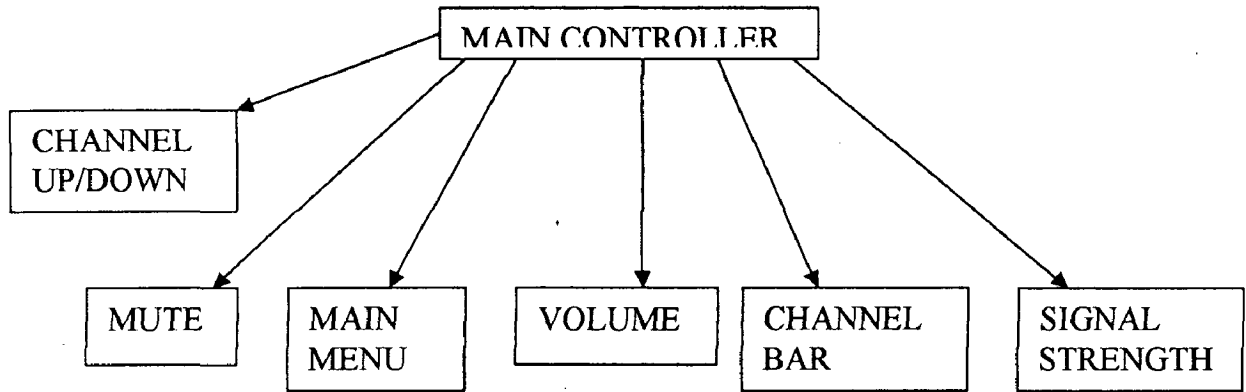 MAIN CONTROLLER
CHANNEL
UP/DOWN
MUTE
MAIN
MENU
VOLUME
CHANNEL
BAR
SIGNAL
STRENGTH